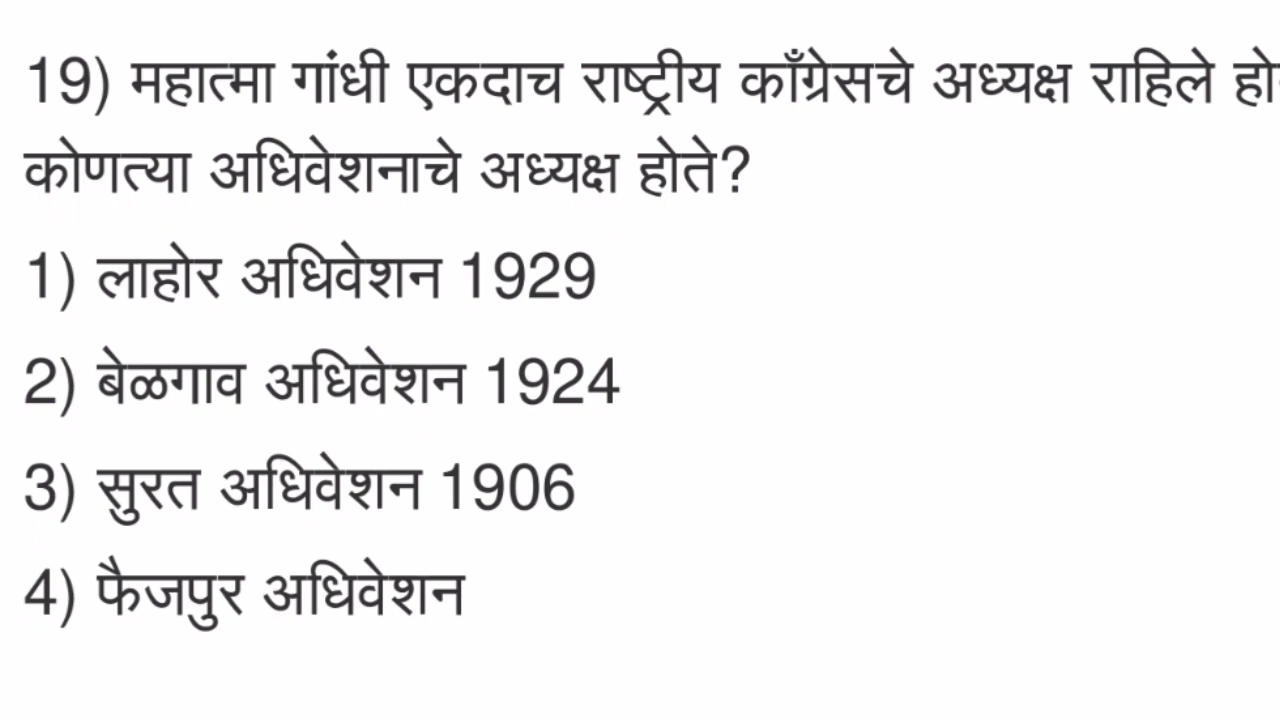 19) महात्मा गांधी एकदाच राष्ट्रीय काँग्रेसचे अध्यक्ष राहिले
कोणत्या अधिवेशनाचे अध्यक्ष होते?
1) लाहोर अधिवेशन 1929
2) बेळगाव अधिवेशन 1924
3) सुरत अधिवेशन 1906
4) फैजपुर अधिवेशन